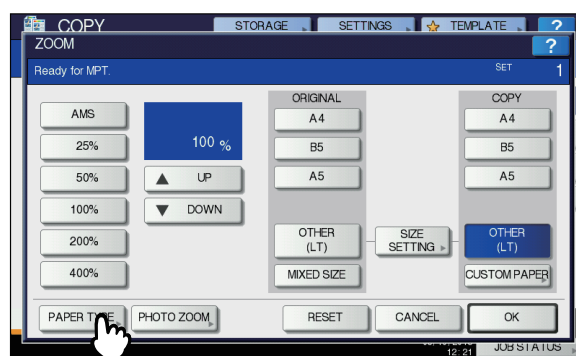 COPY STORAGE SETTINGS TEMPLATE ?
ZOOM ?
Ready for MPT. SET 1
ORIGINAL COPY
AMS A4 A4
25% 100 % B5 B5
50% UP A5 A5
100% DOWN
200% OTHER (LT) SIZE SETTING OTHER (LT)
400% MIXED SIZE CUSTOM PAPER
PAPER TYPE PHOTO ZOOM RESET CANCEL OK
12:21 JOB STATUS